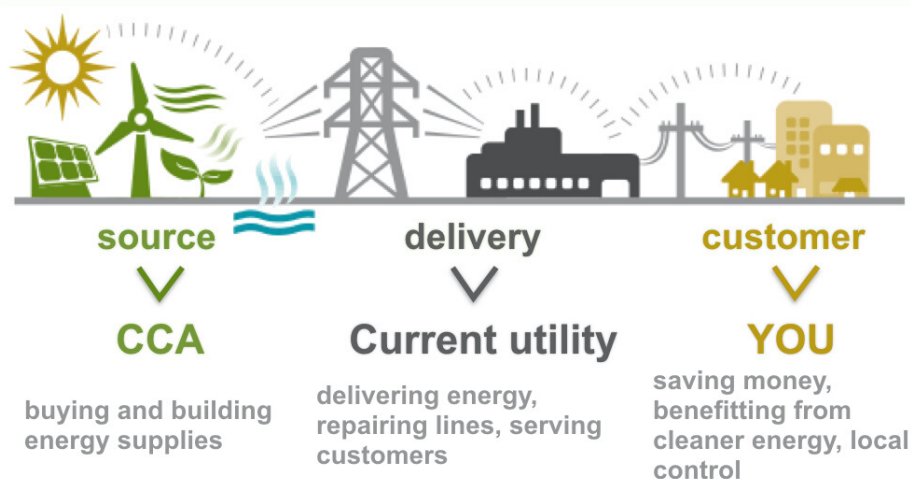 source
delivery
customer
CCA
Current utility
YOU
buying and building
energy supplies
delivering energy,
repairing lines, serving
customers
saving money,
benefitting from
cleaner energy, local
control